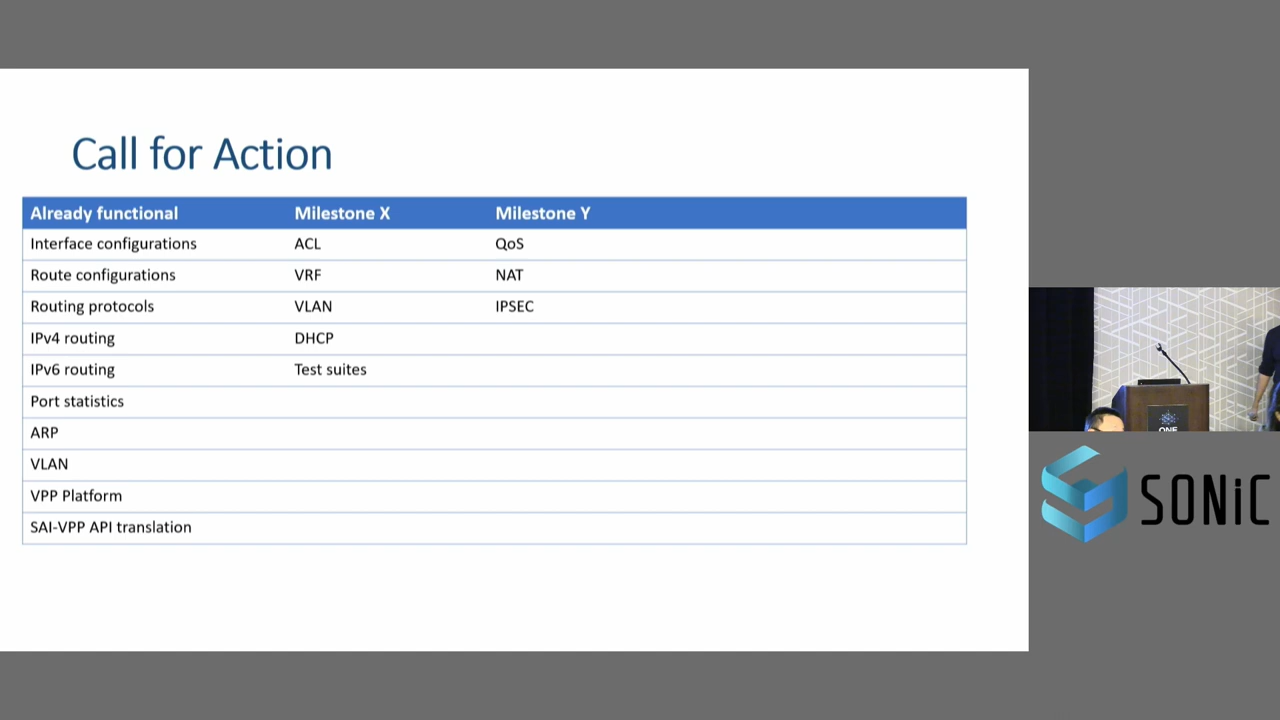 Call for Action
Already functional Milestone X Milestone Y
Interface configurations ACL QoS
Route configurations VRF NAT
Routing protocols VLAN IPSEC
IPv4 routing DHCP
IPv6 routing Test suites
Port statistics
ARP
VLAN
VPP Platform
SAI-VPP API translation
ONE
SONiC